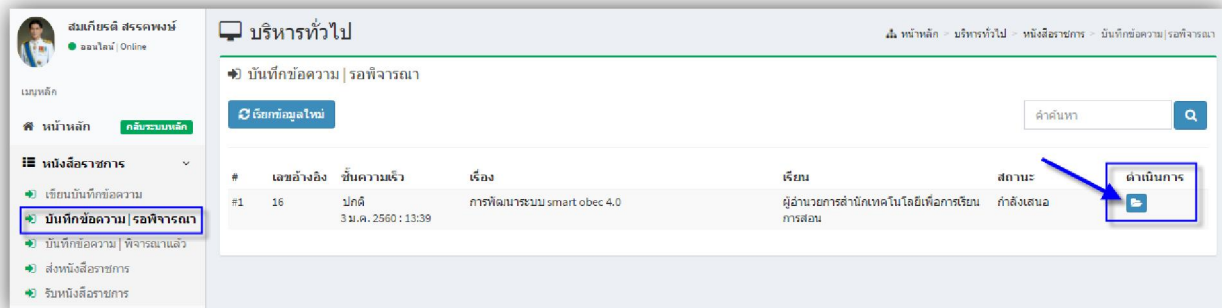 สมเกียรติ สรรคพงษ์
ออนไลน์ | Online
เมนูหลัก
หน้าหลัก กลับระบบหลัก
หนังสือราชการ
เขียนบันทึกข้อความ
บันทึกข้อความ | รอพิจารณา
บันทึกข้อความ | พิจารณาแล้ว
ส่งหนังสือราชการ
รับหนังสือราชการ
บริหารทั่วไป
หน้าหลัก > บริหารทั่วไป > หนังสือราชการ > บันทึกข้อความ|รอพิจารณา
บันทึกข้อความ | รอพิจารณา
เรียกข้อมูลใหม่
คำค้นหา
# เลขอ้างอิง ชั้นความเร็ว เรื่อง เรียน สถานะ ดำเนินการ
#1 16 ปกติ การพัฒนาระบบ smart obec 4.0 ผู้อำนวยการสำนักเทคโนโลยีเพื่อการเรียน กำลังเสนอ
3 ม.ค. 2560 : 13:39 การสอน